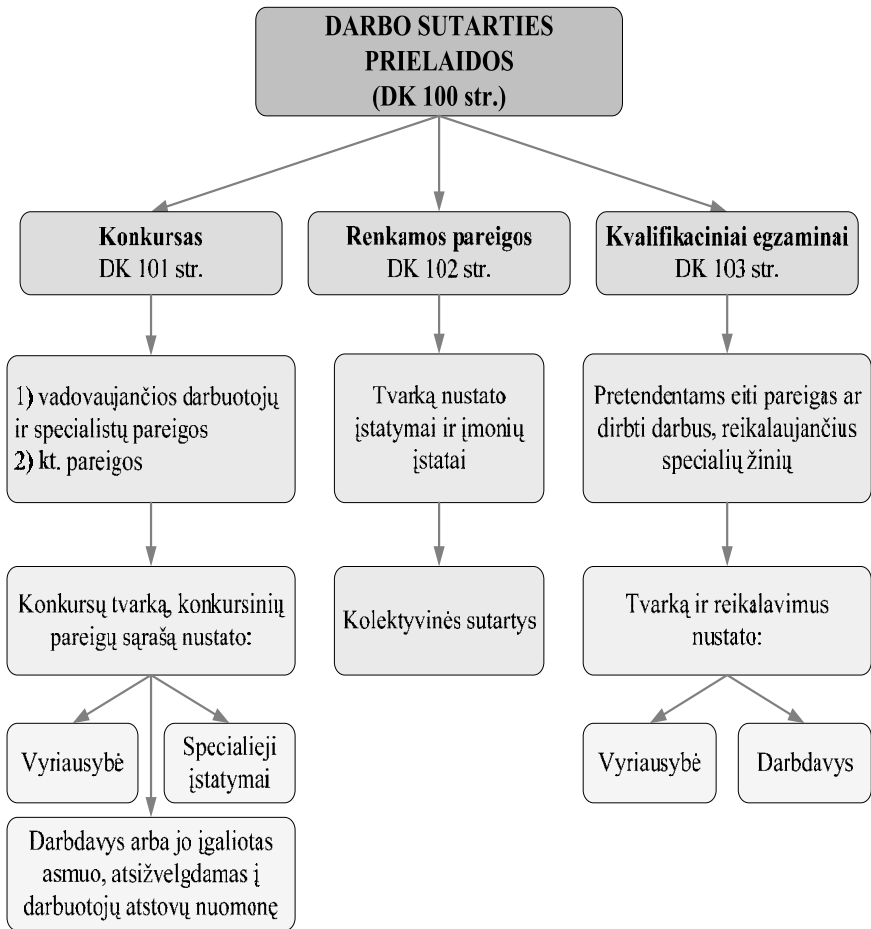 DARBO SUTARTIES
PRIELAIDOS
(DK 100 str.)
Konkursas
DK 101 str.
Renkamos pareigos
DK 102 str.
Kvalifikaciniai egzaminai
DK 103 str.
1) vadovaujančios darbuotojų
ir specialistų pareigos
2) kt. pareigos
Tvarką nustato
įstatymai ir įmonių
įstatai
Pretendentams eiti pareigas ar
dirbti darbus, reikalaujančius
specialių žinių
Konkursų tvarką, konkursinių
pareigų sąrašą nustato:
Kolektyvinės sutartys
Tvarką ir reikalavimus
nustato:
Vyriausybė
Specialieji
įstatymai
Vyriausybė
Darbdavys
Darbdavys arba jo įgaliotas
asmuo, atsižvelgdamas į
darbuotojų atstovų nuomonę